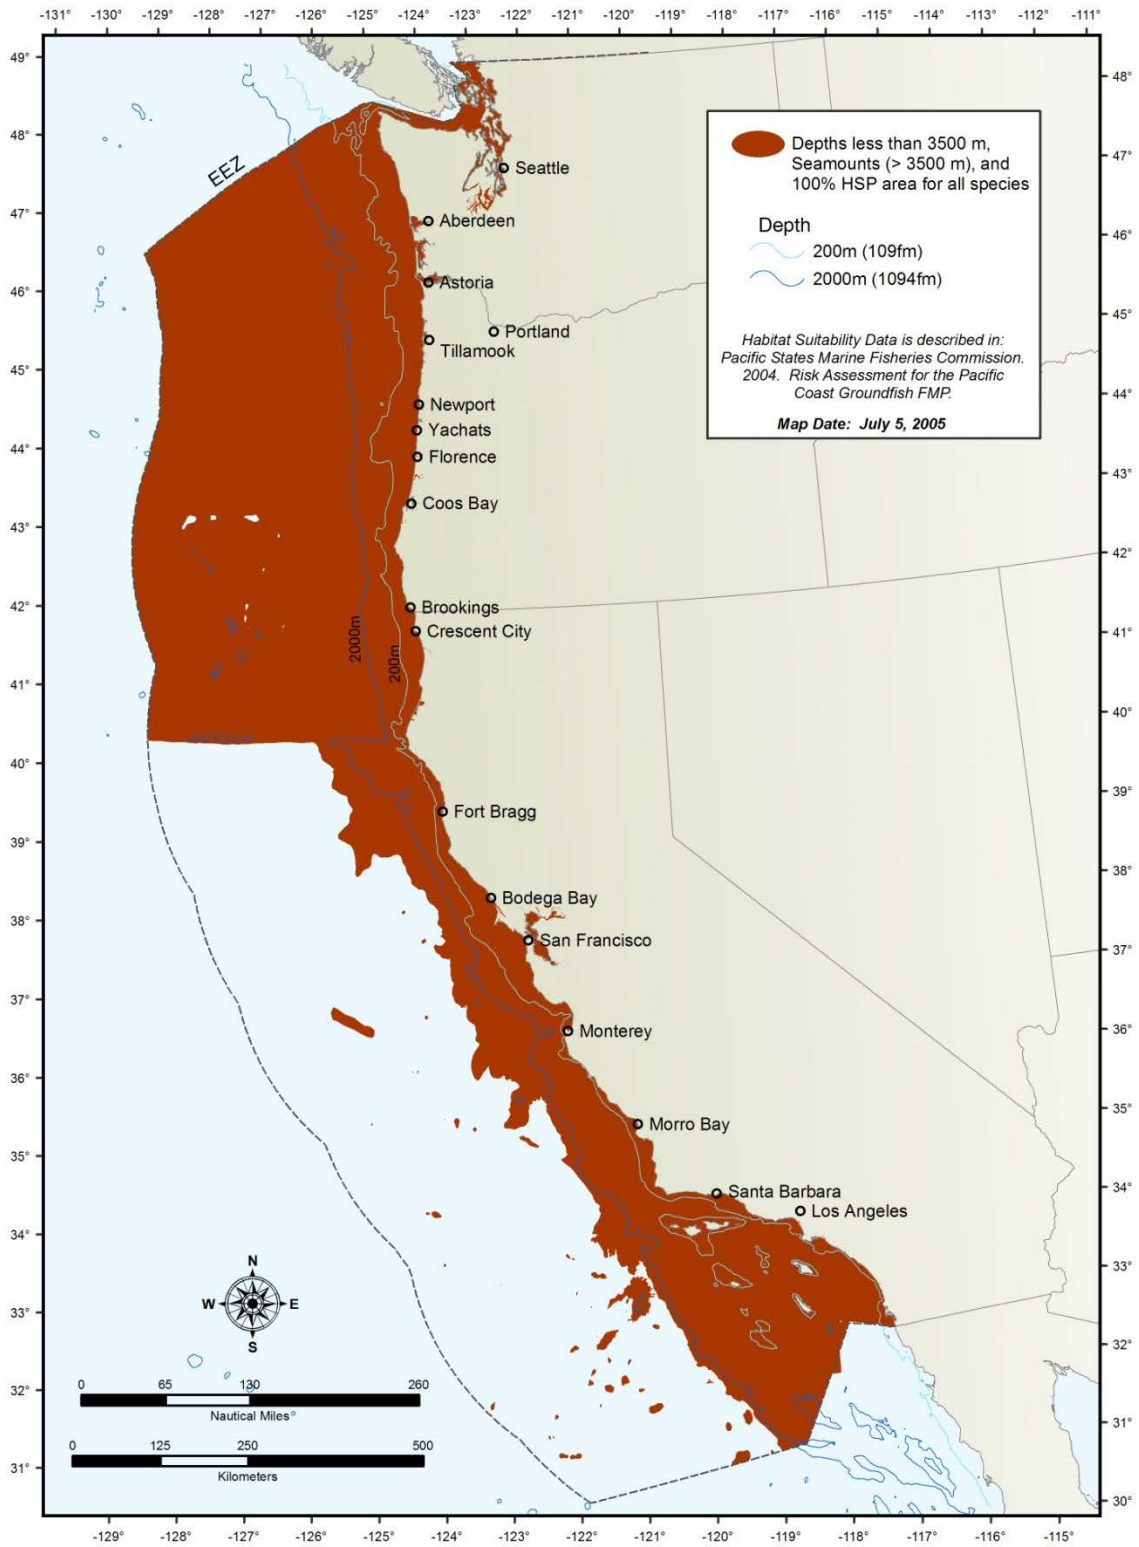 -131° -130° -129° -128° -127° -126° -125° -124° -123° -122° -121° -120° -119° -118° -117° -116° -115° -114° -113° -112° -111°
49°
48°
47°
46°
45°
44°
43°
42°
41°
40°
39°
38°
37°
36°
35°
34°
33°
32°
31°
48°
47°
46°
45°
44°
43°
42°
41°
40°
39°
38°
37°
36°
35°
34°
33°
32°
31°
30°
EEZ
Seattle
Aberdeen
Astoria
Portland
Tillamook
Newport
Yachats
Florence
Coos Bay
Brookings
Crescent City
2000m
200m
Fort Bragg
Bodega Bay
San Francisco
Monterey
Morro Bay
Santa Barbara
Los Angeles
Depths less than 3500 m,
Seamounts (> 3500 m), and
100% HSP area for all species
Depth
200m (109fm)
2000m (1094fm)
Habitat Suitability Data is described in:
Pacific States Marine Fisheries Commission.
2004. Risk Assessment for the Pacific
Coast Groundfish FMP.
Map Date: July 5, 2005
N
W E
S
0 65 130 260
Nautical Miles
0 125 250 500
Kilometers
-129° -128° -127° -126° -125° -124° -123° -122° -121° -120° -119° -118° -117° -116° -115°